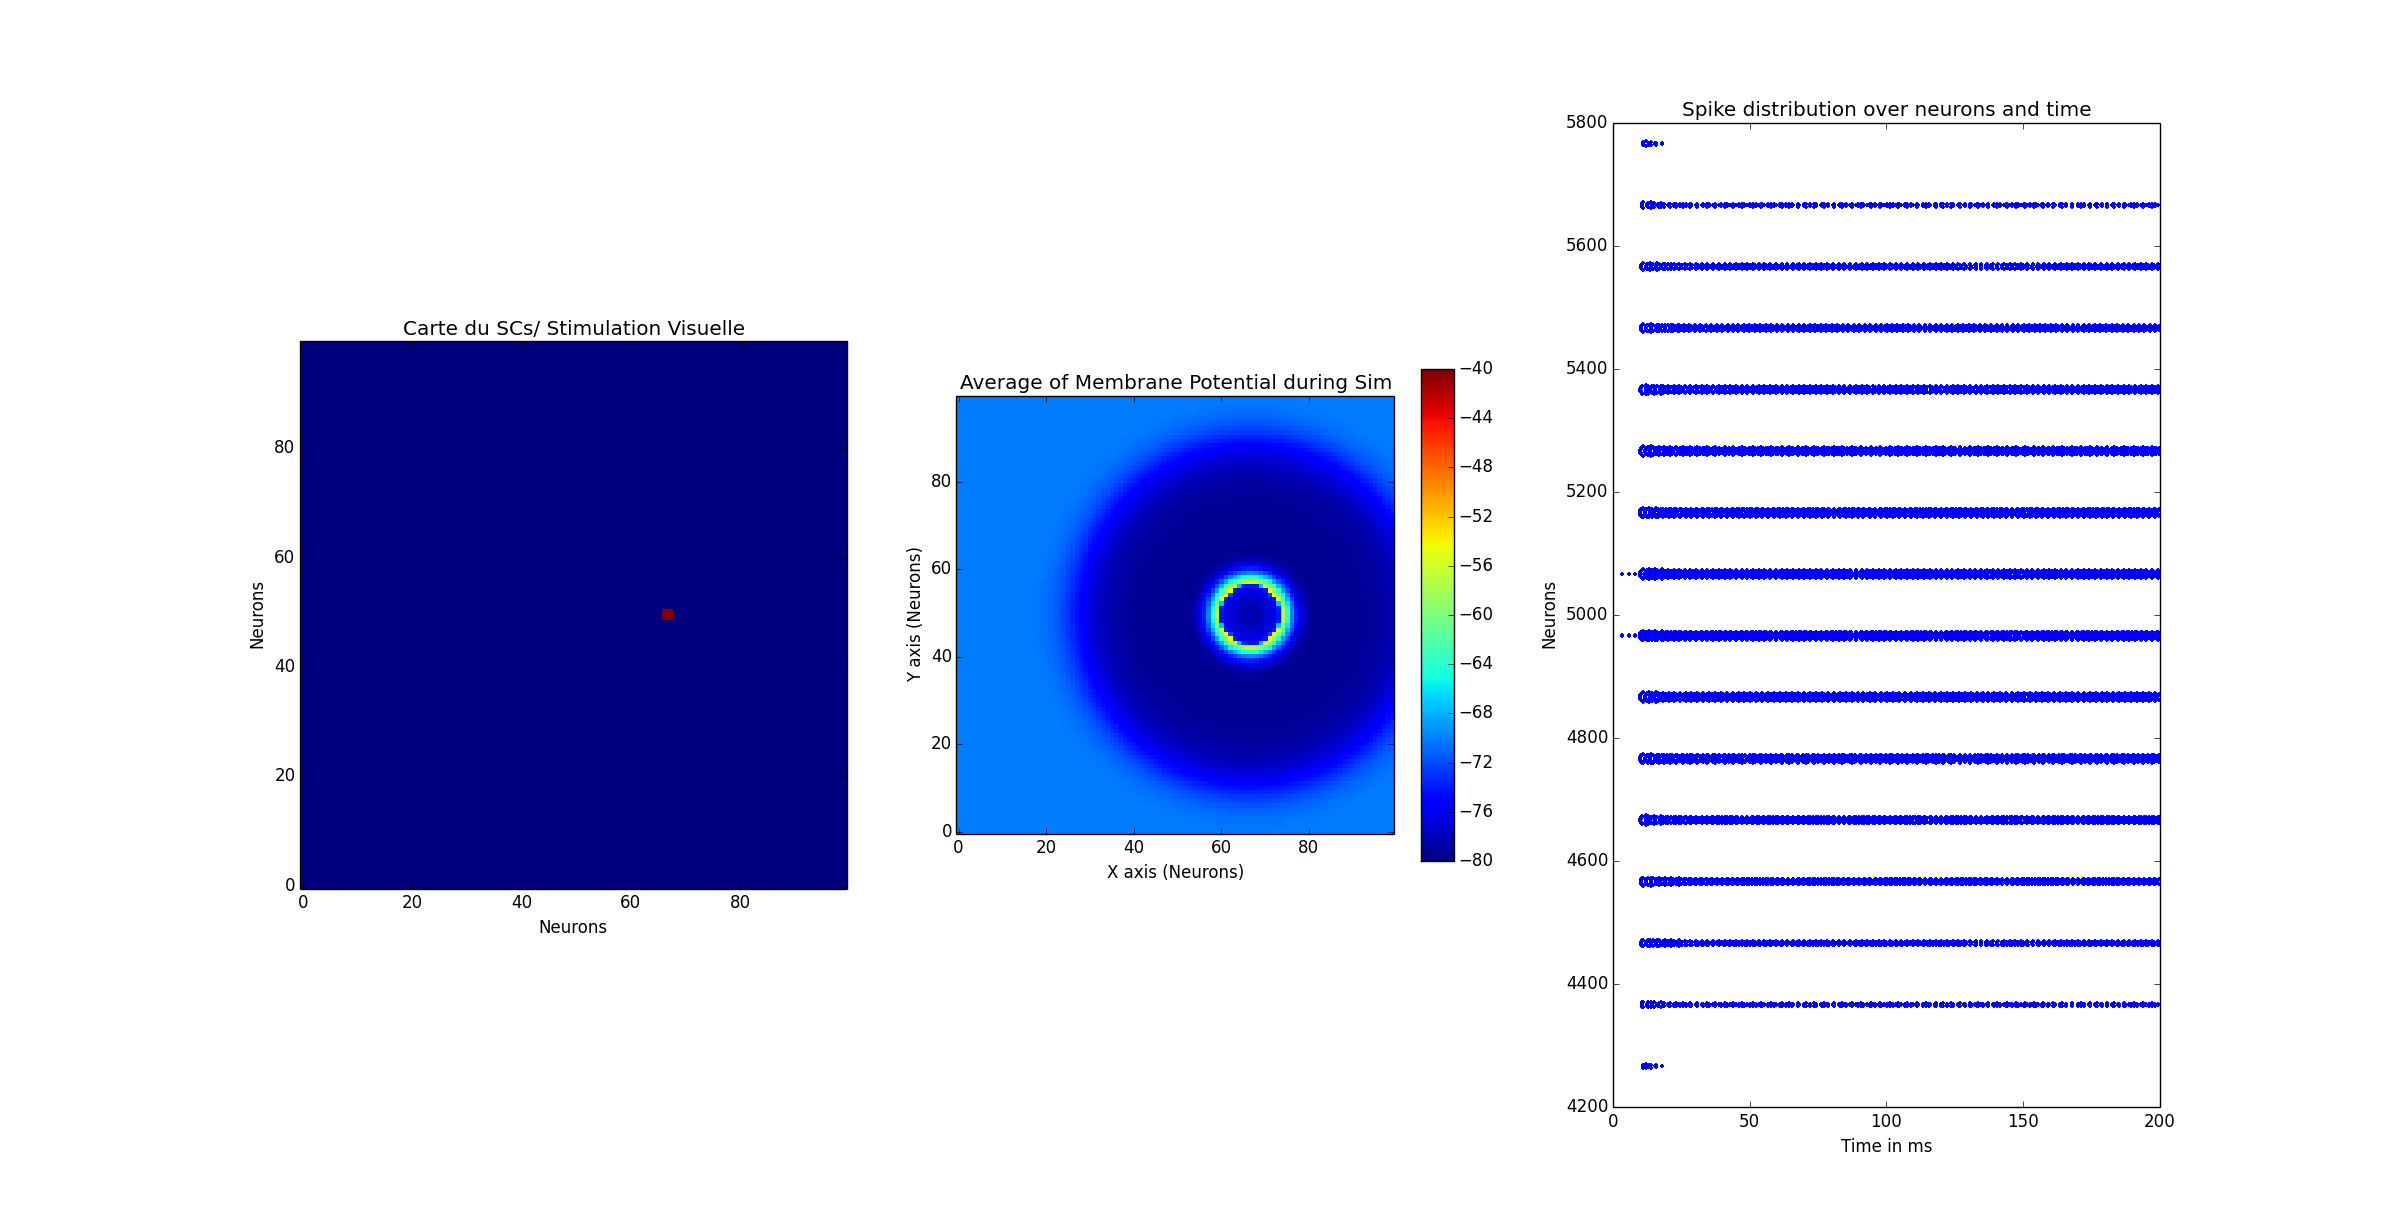 Carte du SCs/ Stimulation Visuelle
Neurons
80
60
40
20
0
0 20 40 60 80
Neurons
Average of Membrane Potential during Sim
Y axis (Neurons)
80
60
40
20
0
0 20 40 60 80
X axis (Neurons)
−40
−44
−48
−52
−56
−60
−64
−68
−72
−76
−80
Spike distribution over neurons and time
Neurons
5800
5600
5400
5200
5000
4800
4600
4400
4200
0 50 100 150 200
Time in ms